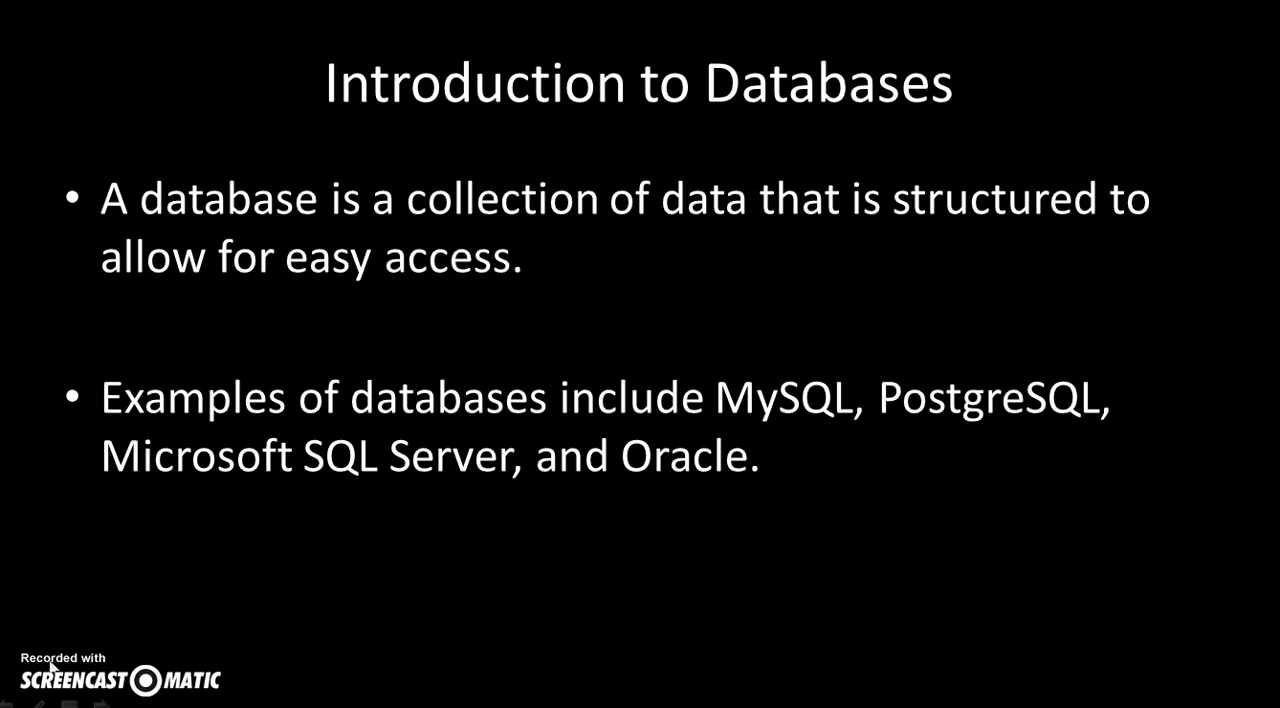 Introduction to Databases
• A database is a collection of data that is structured to
allow for easy access.
• Examples of databases include MySQL, PostgreSQL,
Microsoft SQL Server, and Oracle.
Recorded with
SCREENCAST MATIC